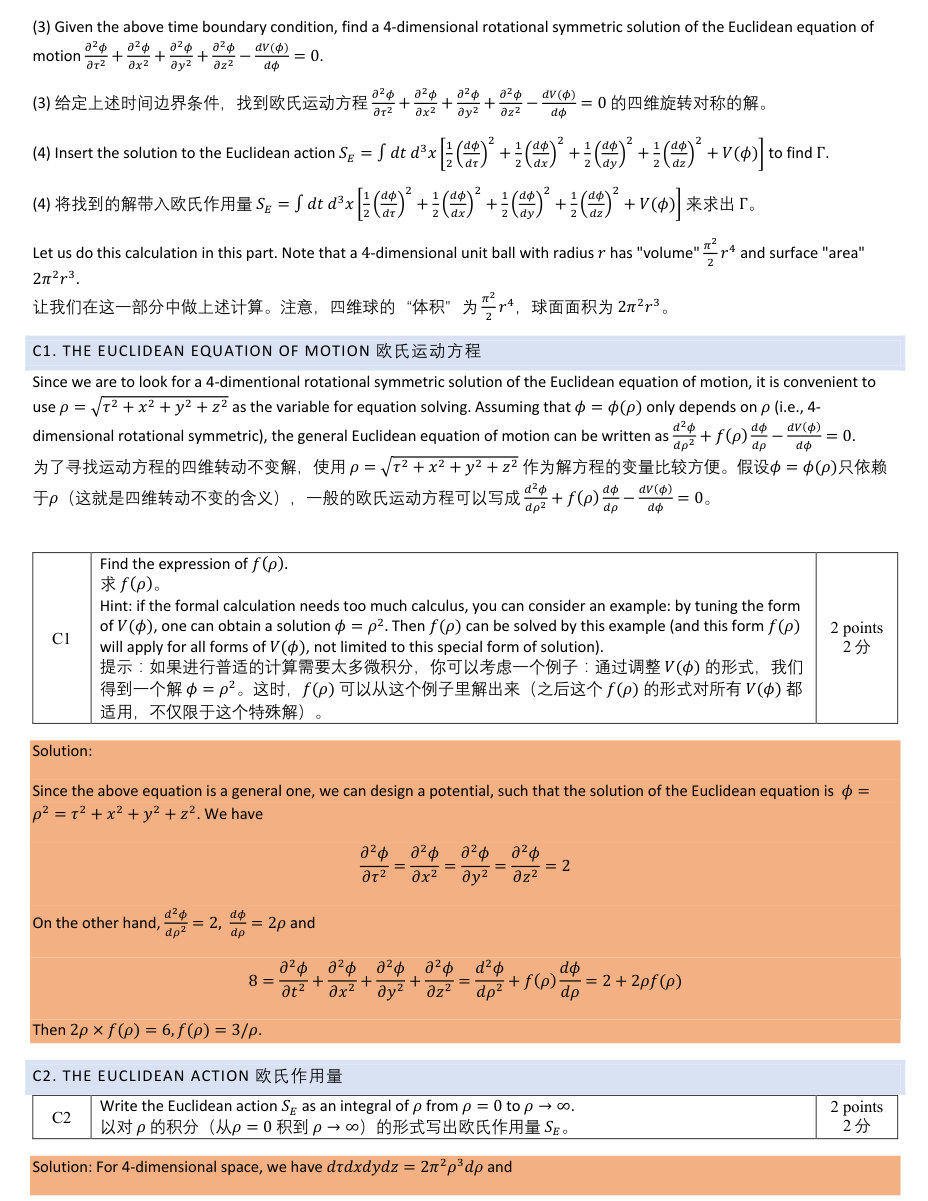 (3) Given the above time boundary condition, find a 4-dimensional rotational symmetric solution of the Euclidean equation of
motion ∂²ϕ/∂τ² + ∂²ϕ/∂x² + ∂²ϕ/∂y² + ∂²ϕ/∂z² − dV(ϕ)/dϕ = 0.
(3) 给定上述时间边界条件，找到欧氏运动方程 ∂²ϕ/∂τ² + ∂²ϕ/∂x² + ∂²ϕ/∂y² + ∂²ϕ/∂z² − dV(ϕ)/dϕ = 0 的四维旋转对称的解。
(4) Insert the solution to the Euclidean action S_E = ∫ dt d³x [1/2 (dϕ/dτ)² + 1/2 (dϕ/dx)² + 1/2 (dϕ/dy)² + 1/2 (dϕ/dz)² + V(ϕ)] to find Γ.
(4) 将找到的解带入欧氏作用量 S_E = ∫ dt d³x [1/2 (dϕ/dτ)² + 1/2 (dϕ/dx)² + 1/2 (dϕ/dy)² + 1/2 (dϕ/dz)² + V(ϕ)] 来求出 Γ。
Let us do this calculation in this part. Note that a 4-dimensional unit ball with radius r has "volume" π²/2 r⁴ and surface "area"
2π²r³.
让我们在这一部分中做上述计算。注意，四维球的“体积”为 π²/2 r⁴，球面面积为 2π²r³。
C1. THE EUCLIDEAN EQUATION OF MOTION 欧氏运动方程
Since we are to look for a 4-dimentional rotational symmetric solution of the Euclidean equation of motion, it is convenient to
use ρ = √(τ² + x² + y² + z²) as the variable for equation solving. Assuming that ϕ = ϕ(ρ) only depends on ρ (i.e., 4-
dimensional rotational symmetric), the general Euclidean equation of motion can be written as d²ϕ/dρ² + f(ρ) dϕ/dρ − dV(ϕ)/dϕ = 0.
为了寻找运动方程的四维转动不变解，使用 ρ = √(τ² + x² + y² + z²) 作为解方程的变量比较方便。假设ϕ = ϕ(ρ)只依赖
于ρ（这就是四维转动不变的含义），一般的欧氏运动方程可以写成 d²ϕ/dρ² + f(ρ) dϕ/dρ − dV(ϕ)/dϕ = 0。
C1
Find the expression of f(ρ).
求 f(ρ)。
Hint: if the formal calculation needs too much calculus, you can consider an example: by tuning the form
of V(ϕ), one can obtain a solution ϕ = ρ². Then f(ρ) can be solved by this example (and this form f(ρ)
will apply for all forms of V(ϕ), not limited to this special form of solution).
提示：如果进行普适的计算需要太多微积分，你可以考虑一个例子：通过调整 V(ϕ) 的形式，我们
得到一个解 ϕ = ρ²。这时，f(ρ) 可以从这个例子里解出来（之后这个 f(ρ) 的形式对所有 V(ϕ) 都
适用，不仅限于这个特殊解）。
2 points
2 分
Solution:
Since the above equation is a general one, we can design a potential, such that the solution of the Euclidean equation is ϕ =
ρ² = τ² + x² + y² + z². We have
∂²ϕ/∂τ² = ∂²ϕ/∂x² = ∂²ϕ/∂y² = ∂²ϕ/∂z² = 2
On the other hand, d²ϕ/dρ² = 2, dϕ/dρ = 2ρ and
8 = ∂²ϕ/∂t² + ∂²ϕ/∂x² + ∂²ϕ/∂y² + ∂²ϕ/∂z² = d²ϕ/dρ² + f(ρ) dϕ/dρ = 2 + 2ρf(ρ)
Then 2ρ × f(ρ) = 6, f(ρ) = 3/ρ.
C2. THE EUCLIDEAN ACTION 欧氏作用量
C2
Write the Euclidean action S_E as an integral of ρ from ρ = 0 to ρ → ∞.
以对 ρ 的积分（从ρ = 0 积到 ρ → ∞）的形式写出欧氏作用量 S_E。
2 points
2 分
Solution: For 4-dimensional space, we have dτdxdydz = 2π²ρ³dρ and